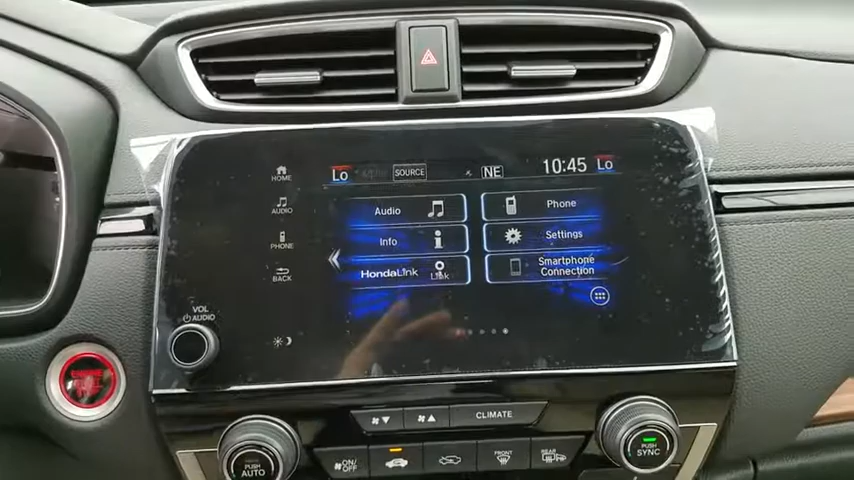 HOME
Lo
SOURCE
NE
10:45
Lo
AUDIO
Audio
Phone
PHONE
Info
Settings
BACK
HondaLink
Link
Smartphone
Connection
VOL
AUDIO
CLIMATE
PUSH
AUTO
ON/
OFF
FRONT
REAR
PUSH
SYNC